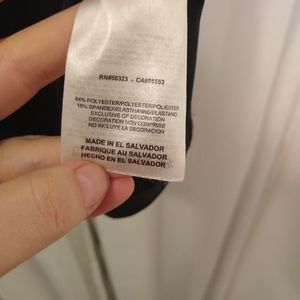 RN#56323 - CA#05553
84% POLYESTER/POLYESTER/POLIESTER
16% SPANDEX/ELASTHANNE/ELASTANO
EXCLUSIVE OF DECORATION
DECORATION NON COMPRISE
NO INCLUYE LA DECORACION
MADE IN EL SALVADOR
FABRIQUE AU SALVADOR
HECHO EN EL SALVADOR